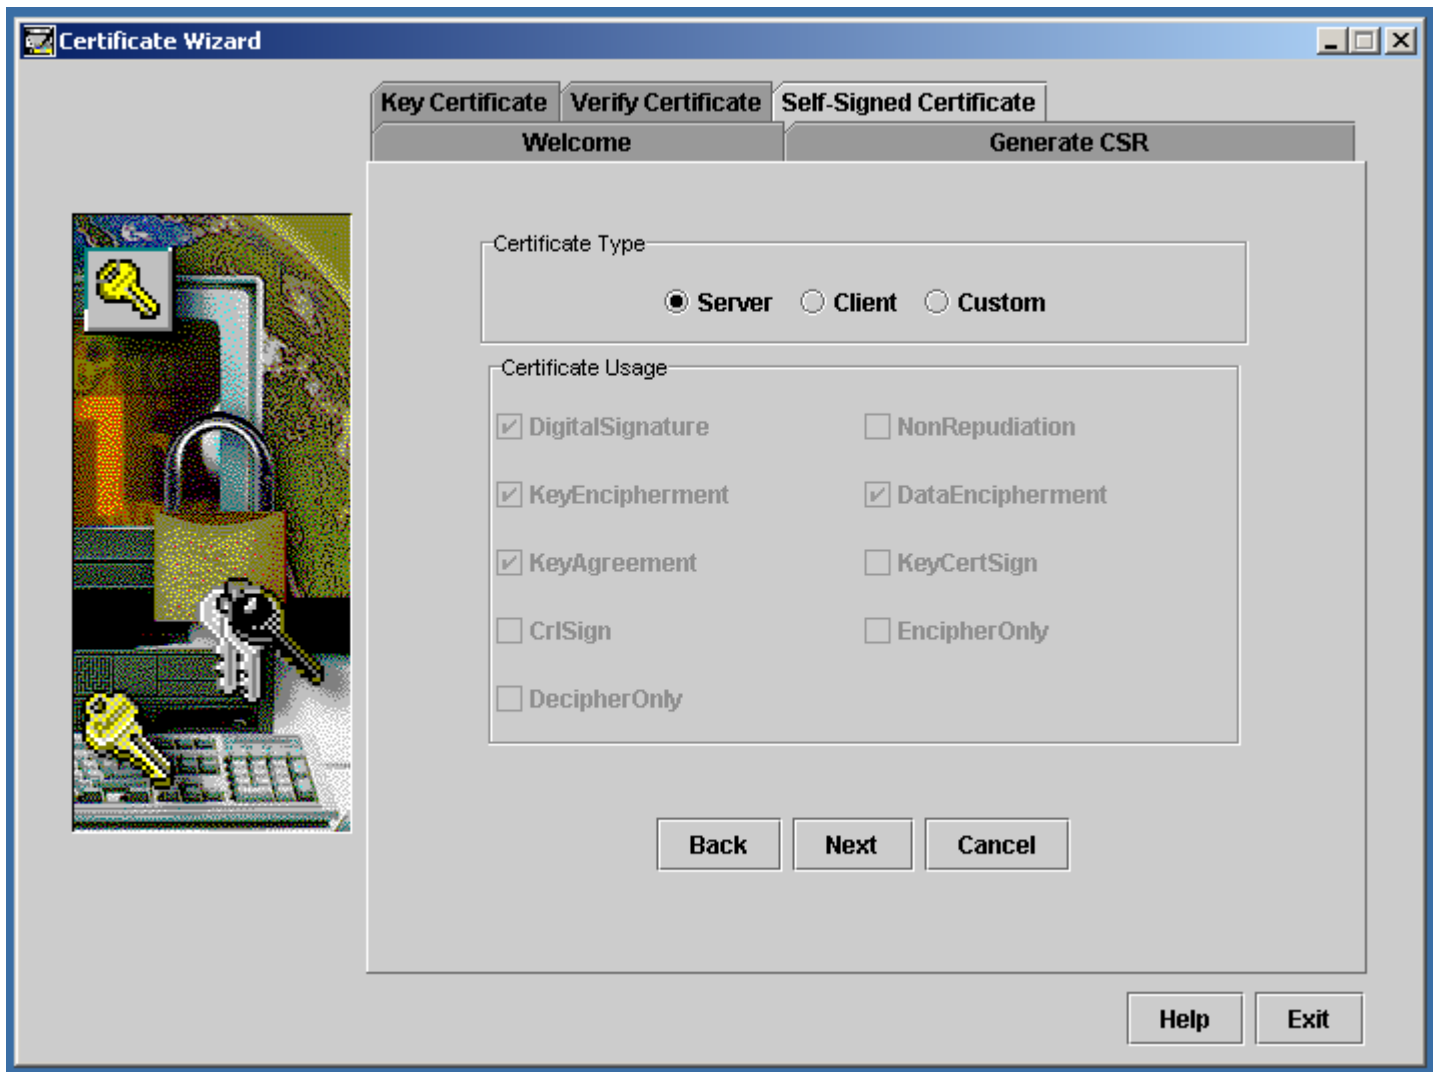 Certificate Wizard
Key Certificate Verify Certificate Self-Signed Certificate
Welcome Generate CSR
Certificate Type
Server Client Custom
Certificate Usage
DigitalSignature NonRepudiation
KeyEncipherment DataEncipherment
KeyAgreement KeyCertSign
CrlSign EncipherOnly
DecipherOnly
Back Next Cancel
Help Exit